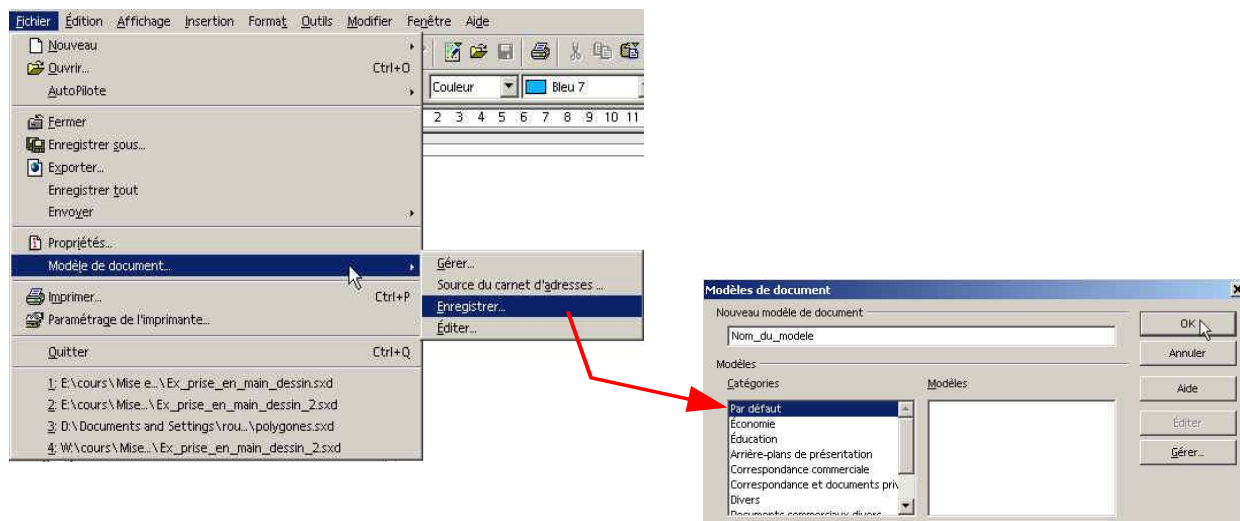 Fichier Édition Affichage Insertion Format Outils Modifier Fenêtre Aide
Nouveau
Ouvrir... Ctrl+O
AutoPilote
Fermer
Enregistrer sous...
Exporter...
Enregistrer tout
Envoyer
Propriétés...
Modèle de document...
Imprimer... Ctrl+P
Paramétrage de l'imprimante...
Quitter Ctrl+Q
1: E:\cours\Mise e...\Ex_prise_en_main_dessin.sxd
2: E:\cours\Mise...\Ex_prise_en_main_dessin_2.sxd
3: D:\Documents and Settings\rou...\polygones.sxd
4: W:\cours\Mise...\Ex_prise_en_main_dessin_2.sxd
Couleur Bleu 7
2 3 4 5 6 7 8 9 10 11
Gérer...
Source du carnet d'adresses ...
Enregistrer...
Éditer...
Modèles de document
Nouveau modèle de document
Nom_du_modele
OK
Annuler
Modèles
Catégories Modèles
Aide
Par défaut
Économie
Éducation
Arrière-plans de présentation
Correspondance commerciale
Correspondance et documents priv
Divers
Documents commerciaux divers
Éditer
Gérer...